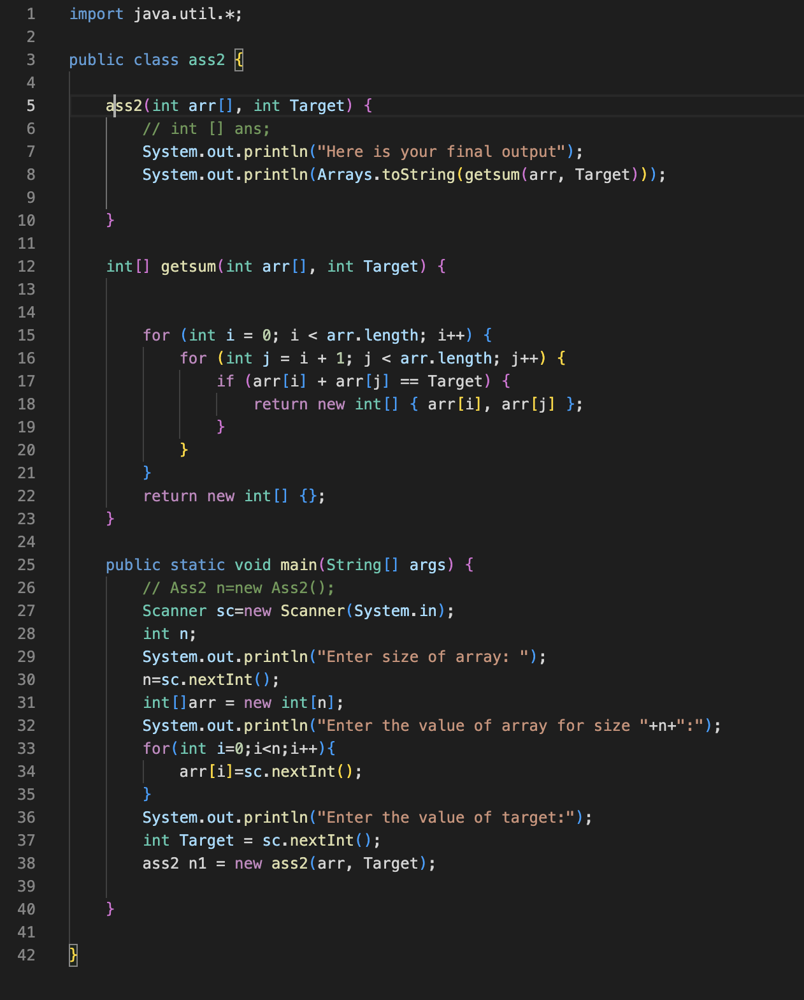 1 import java.util.*;
2
3 public class ass2 {
4
5 ass2(int arr[], int Target) {
6 // int [] ans;
7 System.out.println("Here is your final output");
8 System.out.println(Arrays.toString(getsum(arr, Target)));
9
10 }
11
12 int[] getsum(int arr[], int Target) {
13
14
15 for (int i = 0; i < arr.length; i++) {
16 for (int j = i + 1; j < arr.length; j++) {
17 if (arr[i] + arr[j] == Target) {
18 return new int[] { arr[i], arr[j] };
19 }
20 }
21 }
22 return new int[] {};
23 }
24
25 public static void main(String[] args) {
26 // Ass2 n=new Ass2();
27 Scanner sc=new Scanner(System.in);
28 int n;
29 System.out.println("Enter size of array: ");
30 n=sc.nextInt();
31 int[]arr = new int[n];
32 System.out.println("Enter the value of array for size "+n+":");
33 for(int i=0;i<n;i++){
34 arr[i]=sc.nextInt();
35 }
36 System.out.println("Enter the value of target:");
37 int Target = sc.nextInt();
38 ass2 n1 = new ass2(arr, Target);
39
40 }
41
42 }